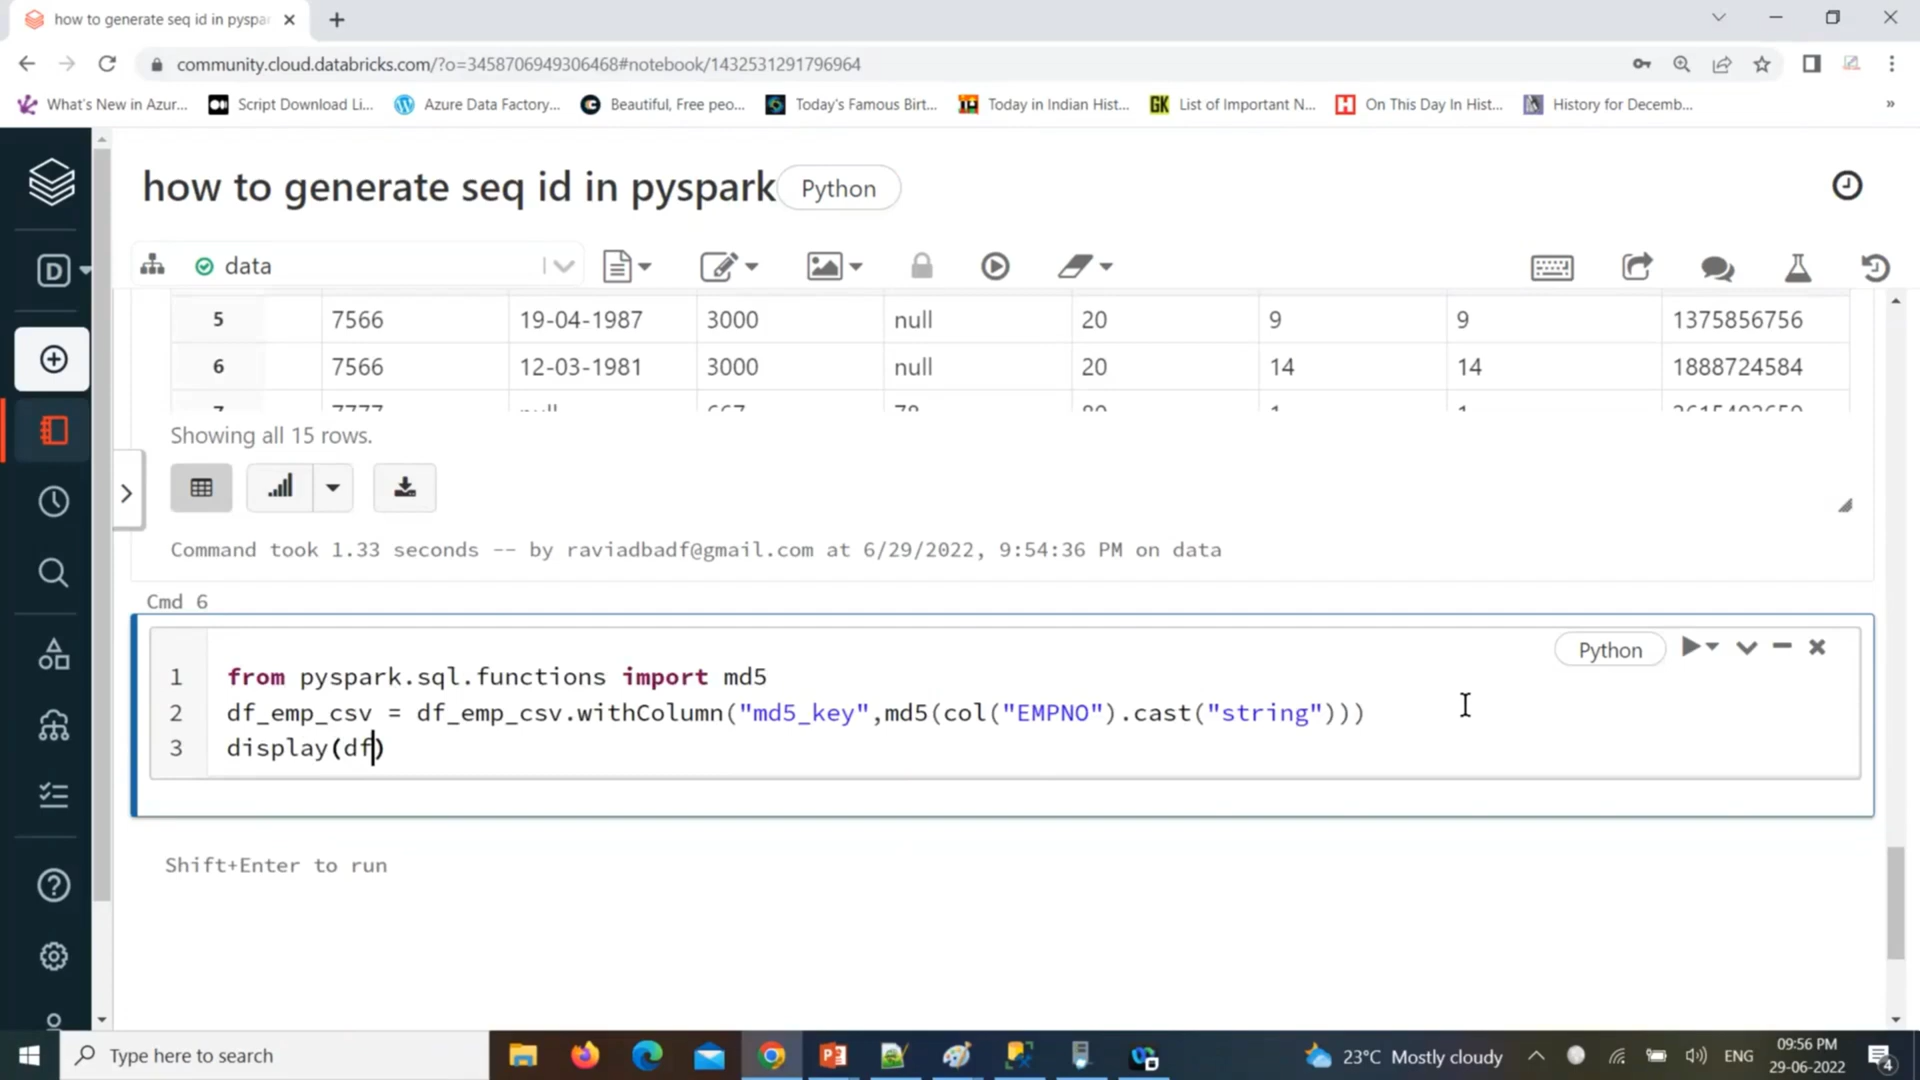 how to generate seq id in pyspa
community.cloud.databricks.com/?o=3458706949306468#notebook/1432531291796964
What's New in Azur... Script Download Li... Azure Data Factory... Beautiful, Free peo... Today's Famous Birt... Today in Indian Hist... GK List of Important N... H On This Day In Hist... History for Decemb... »
how to generate seq id in pyspark Python
D
data
5 7566 19-04-1987 3000 null 20 9 9 1375856756
6 7566 12-03-1981 3000 null 20 14 14 1888724584
Showing all 15 rows.
Command took 1.33 seconds -- by raviadbadf@gmail.com at 6/29/2022, 9:54:36 PM on data
Cmd 6
Python
1 from pyspark.sql.functions import md5
2 df_emp_csv = df_emp_csv.withColumn("md5_key",md5(col("EMPNO").cast("string")))
3 display(df)
Shift+Enter to run
Type here to search
23°C Mostly cloudy
ENG
09:56 PM
29-06-2022
4